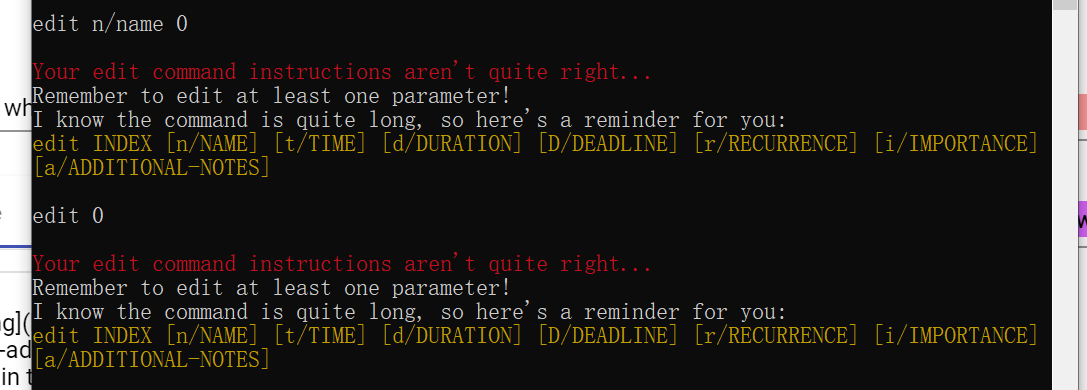 edit n/name 0
Your edit command instructions aren't quite right...
Remember to edit at least one parameter!
I know the command is quite long, so here's a reminder for you:
edit INDEX [n/NAME] [t/TIME] [d/DURATION] [D/DEADLINE] [r/RECURRENCE] [i/IMPORTANCE]
[a/ADDITIONAL-NOTES]
edit 0
Your edit command instructions aren't quite right...
Remember to edit at least one parameter!
I know the command is quite long, so here's a reminder for you:
edit INDEX [n/NAME] [t/TIME] [d/DURATION] [D/DEADLINE] [r/RECURRENCE] [i/IMPORTANCE]
[a/ADDITIONAL-NOTES]